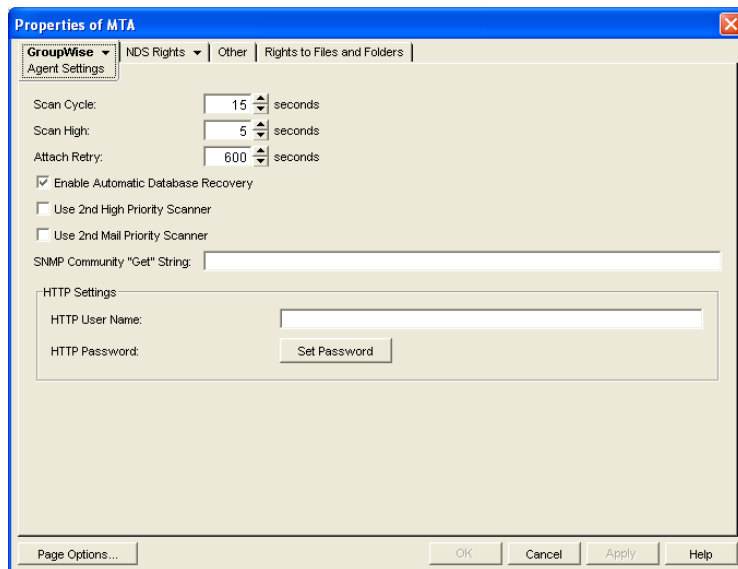 Properties of MTA
GroupWise NDS Rights Other Rights to Files and Folders
Agent Settings
Scan Cycle: 15 seconds
Scan High: 5 seconds
Attach Retry: 600 seconds
Enable Automatic Database Recovery
Use 2nd High Priority Scanner
Use 2nd Mail Priority Scanner
SNMP Community "Get" String:
HTTP Settings
HTTP User Name:
HTTP Password: Set Password
Page Options... OK Cancel Apply Help